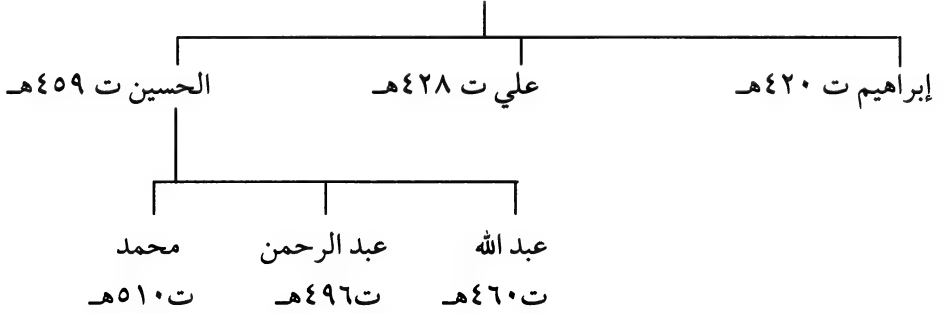 إبراهيم ت ٤٢٠هـ علي ت ٤٢٨هـ الحسين ت ٤٥٩هـ
عبد الله عبد الرحمن محمد
ت٤٦٠هـ ت٤٩٦هـ ت٥١٠هـ